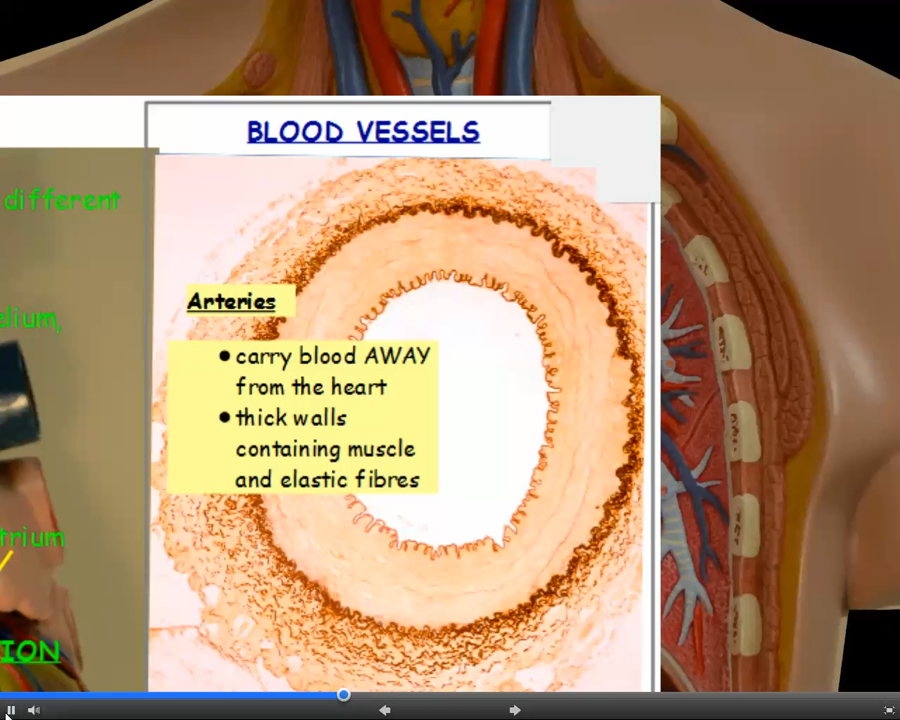 BLOOD VESSELS
different
elium,
trium
ION
Arteries
● carry blood AWAY
from the heart
● thick walls
containing muscle
and elastic fibres